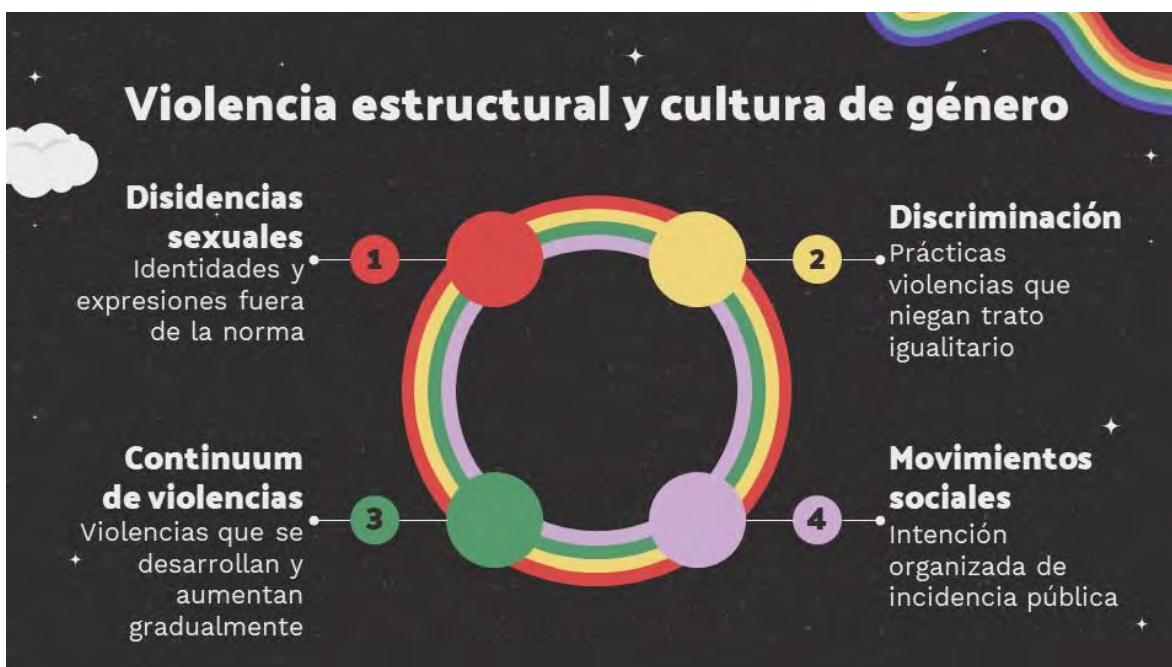 Violencia estructural y cultura de género
Disidencias
sexuales
Identidades y
expresiones fuera
de la norma
1
2
Discriminación
Prácticas
violencias que
niegan trato
igualitario
Continuum
de violencias
Violencias que se
desarrollan y
aumentan
gradualmente
3
4
Movimientos
sociales
Intención
organizada de
incidencia pública